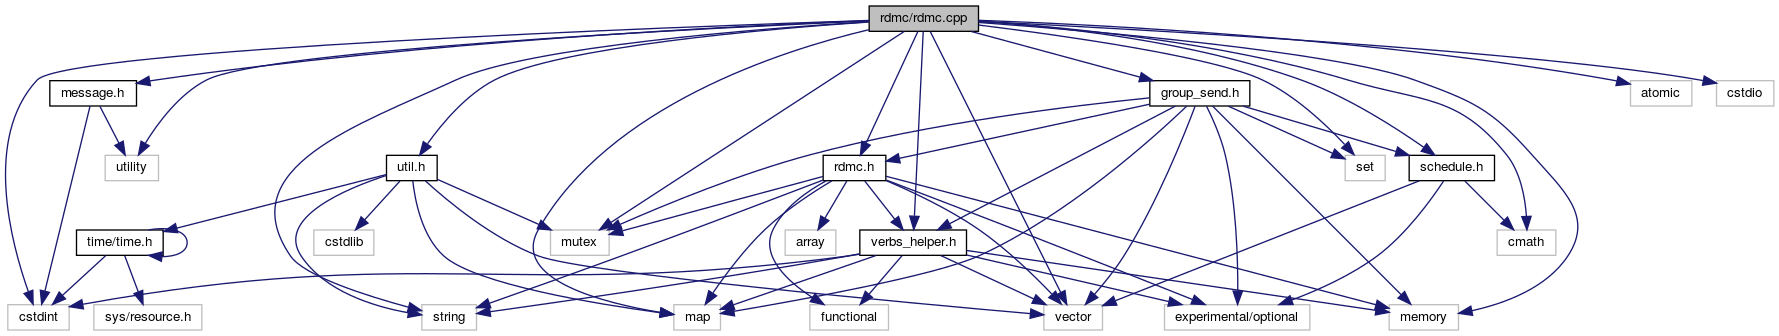 rdmc/rdmc.cpp
message.h
group_send.h
atomic
cstdio
utility
util.h
rdmc.h
set
schedule.h
time/time.h
cstdlib
mutex
array
verbs_helper.h
cmath
cstdint
sys/resource.h
string
map
functional
vector
experimental/optional
memory